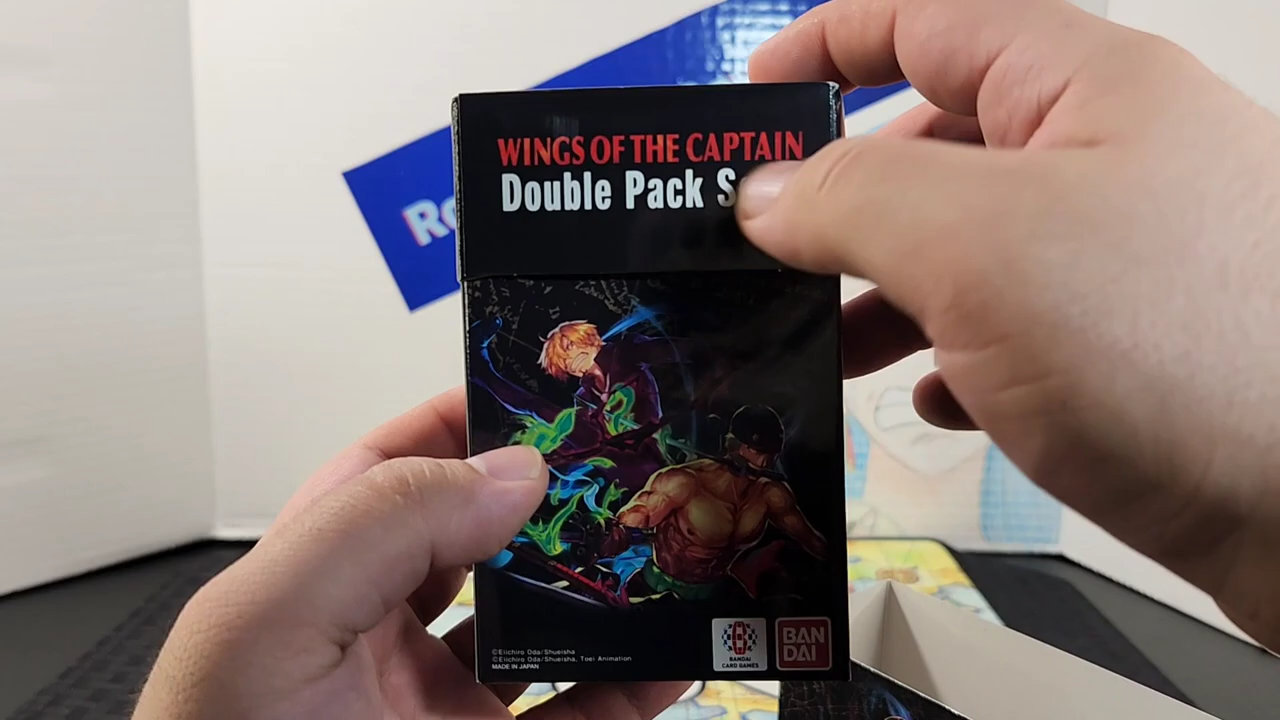 WINGS OF THE CAPTAIN
Double Pack S
©Eiichiro Oda/Shueisha
©Eiichiro Oda/Shueisha, Toei Animation
MADE IN JAPAN
BANDAI
CARD GAMES
BAN
DAI